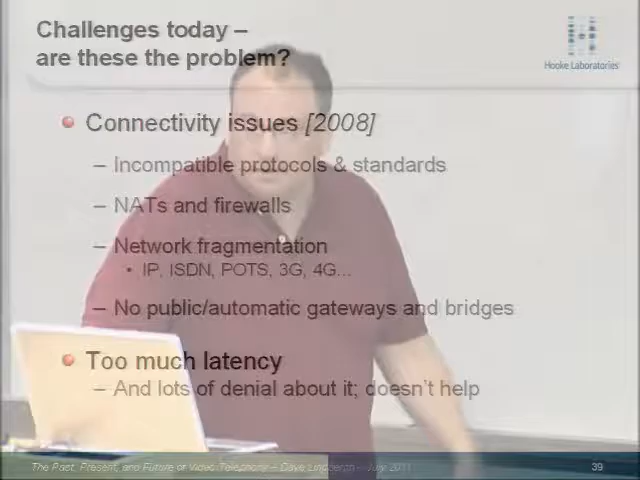 Challenges today –
are these the problem?
Hooke Laboratories
Connectivity issues [2008]
– Incompatible protocols & standards
– NATs and firewalls
– Network fragmentation
• IP, ISDN, POTS, 3G, 4G...
– No public/automatic gateways and bridges
Too much latency
– And lots of denial about it; doesn't help
The Past, Present, and Future of Video Telephony – Dave Lindbergh – July 2011 39